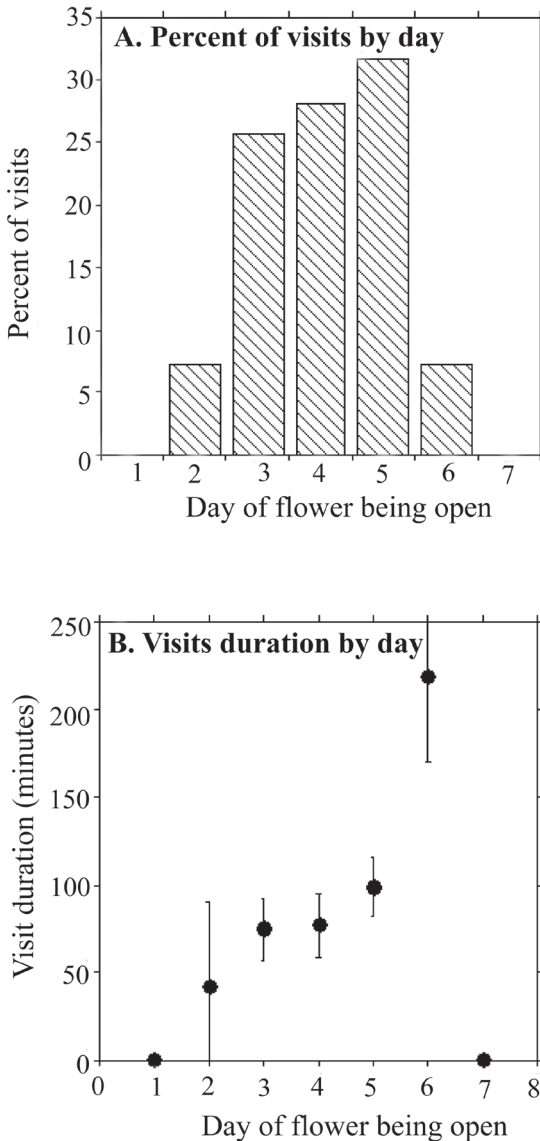 A. Percent of visits by day
Percent of visits
35
30
25
20
15
10
5
0
1 2 3 4 5 6 7
Day of flower being open
B. Visits duration by day
Visit duration (minutes)
250
200
150
100
50
0
0 1 2 3 4 5 6 7 8
Day of flower being open